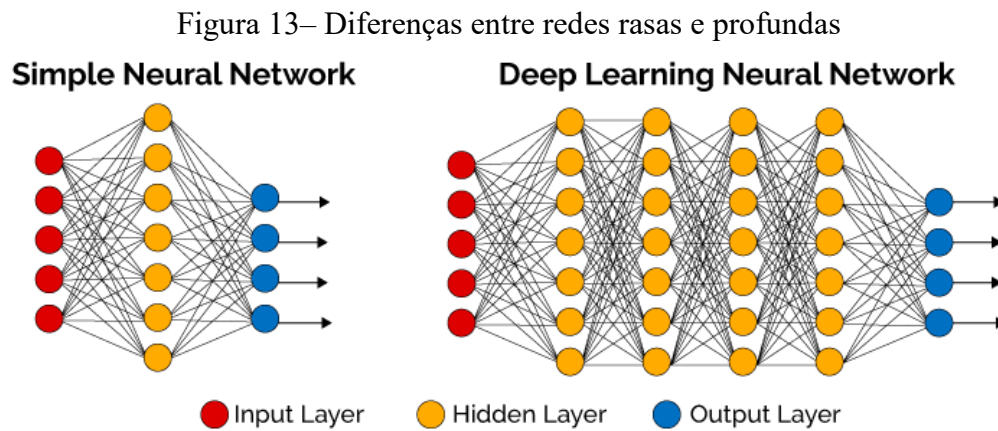 Figura 13– Diferenças entre redes rasas e profundas
Simple Neural Network
Deep Learning Neural Network
Input Layer
Hidden Layer
Output Layer